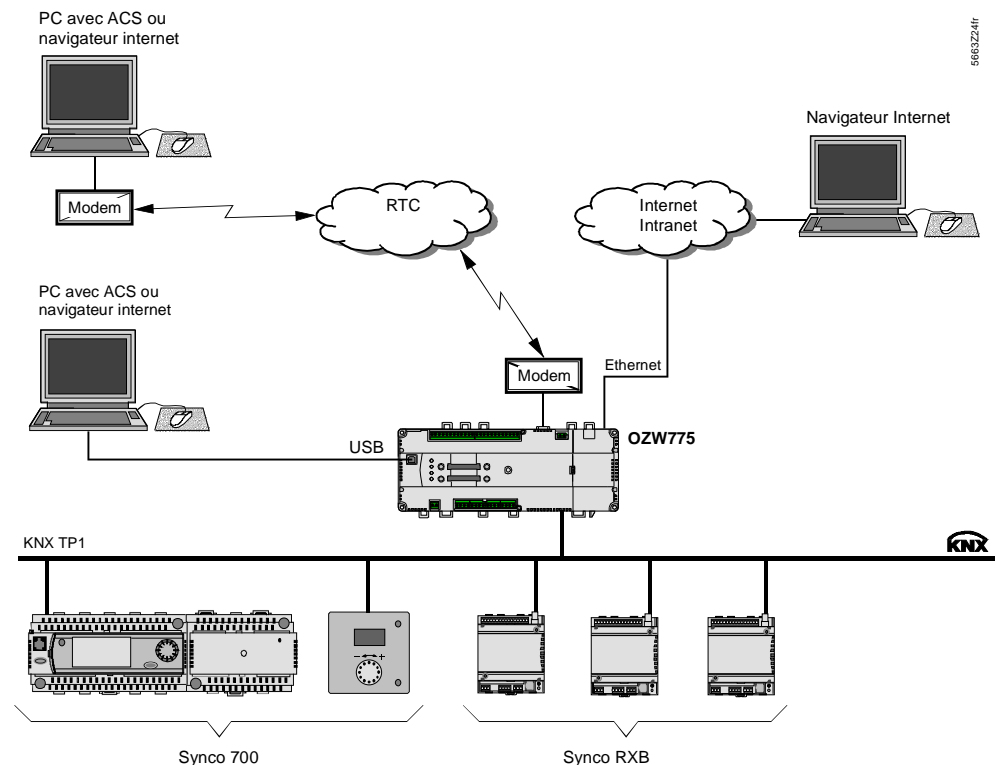 PC avec ACS ou
navigateur internet
5663Z24fr
Navigateur Internet
Modem
RTC
Internet
Intranet
PC avec ACS ou
navigateur internet
Modem
Ethernet
OZW775
USB
KNX TP1
KNX
Synco 700
Synco RXB